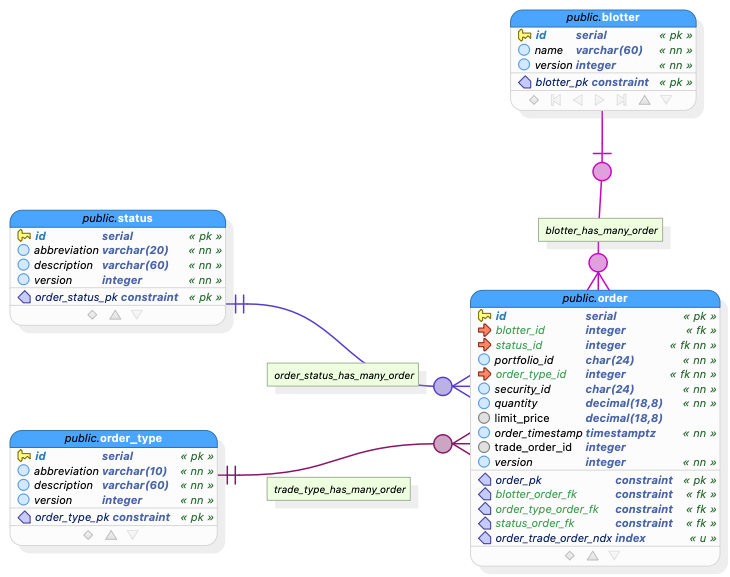 public.blotter
id serial « pk »
name varchar(60) « nn »
version integer « nn »
blotter_pk constraint « pk »
blotter_has_many_order
public.status
id serial « pk »
abbreviation varchar(20) « nn »
description varchar(60) « nn »
version integer « nn »
order_status_pk constraint « pk »
order_status_has_many_order
public.order_type
id serial « pk »
abbreviation varchar(10) « nn »
description varchar(60) « nn »
version integer « nn »
order_type_pk constraint « pk »
trade_type_has_many_order
public.order
id serial « pk »
blotter_id integer « fk »
status_id integer « fk nn »
portfolio_id char(24) « nn »
order_type_id integer « fk nn »
security_id char(24) « nn »
quantity decimal(18,8) « nn »
limit_price decimal(18,8)
order_timestamp timestamptz « nn »
trade_order_id integer
version integer « nn »
order_pk constraint « pk »
blotter_order_fk constraint « fk »
order_type_order_fk constraint « fk »
status_order_fk constraint « fk »
order_trade_order_ndx index « u »